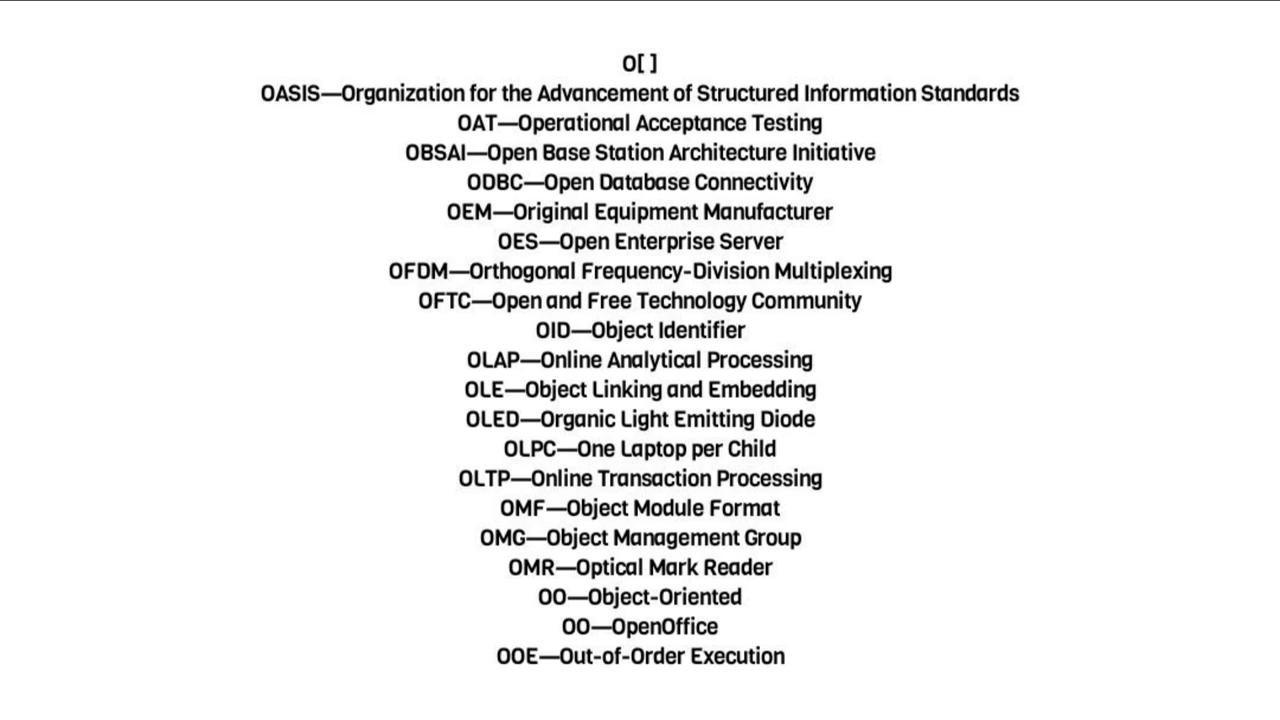 O[ ]
OASIS—Organization for the Advancement of Structured Information Standards
OAT—Operational Acceptance Testing
OBSAI—Open Base Station Architecture Initiative
ODBC—Open Database Connectivity
OEM—Original Equipment Manufacturer
OES—Open Enterprise Server
OFDM—Orthogonal Frequency-Division Multiplexing
OFTC—Open and Free Technology Community
OID—Object Identifier
OLAP—Online Analytical Processing
OLE—Object Linking and Embedding
OLED—Organic Light Emitting Diode
OLPC—One Laptop per Child
OLTP—Online Transaction Processing
OMF—Object Module Format
OMG—Object Management Group
OMR—Optical Mark Reader
OO—Object-Oriented
OO—OpenOffice
OOE—Out-of-Order Execution